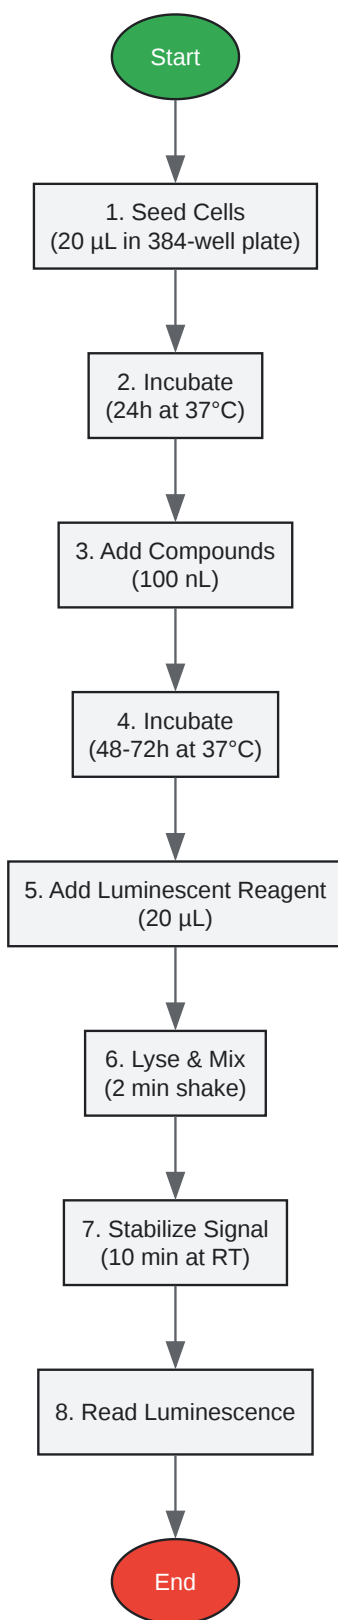 Start
1. Seed Cells
(20 µL in 384-well plate)
2. Incubate
(24h at 37°C)
3. Add Compounds
(100 nL)
4. Incubate
(48-72h at 37°C)
5. Add Luminescent Reagent
(20 µL)
6. Lyse & Mix
(2 min shake)
7. Stabilize Signal
(10 min at RT)
8. Read Luminescence
End